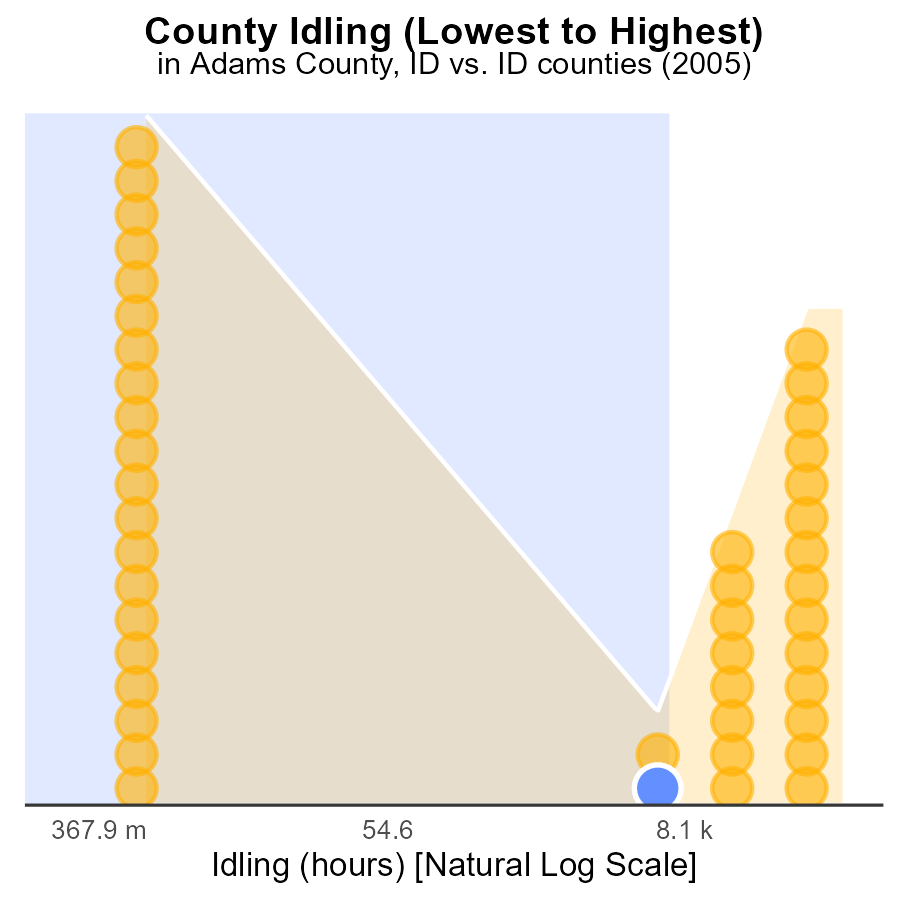 County Idling (Lowest to Highest)
in Adams County, ID vs. ID counties (2005)
367.9 m 54.6 8.1 k
Idling (hours) [Natural Log Scale]